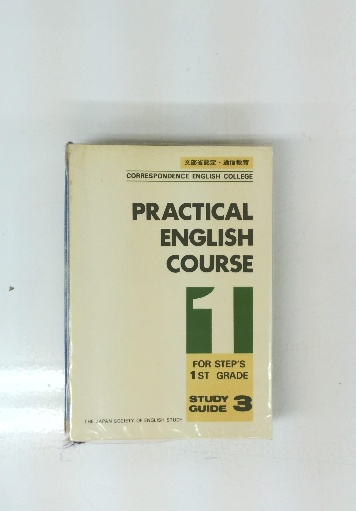 文部省認定・通信教育
CORRESPONDENCE ENGLISH COLLEGE
PRACTICAL
ENGLISH
COURSE
1
FOR STEP'S
1ST GRADE
STUDY
GUIDE 3
THE JAPAN SOCIETY OF ENGLISH STUDY